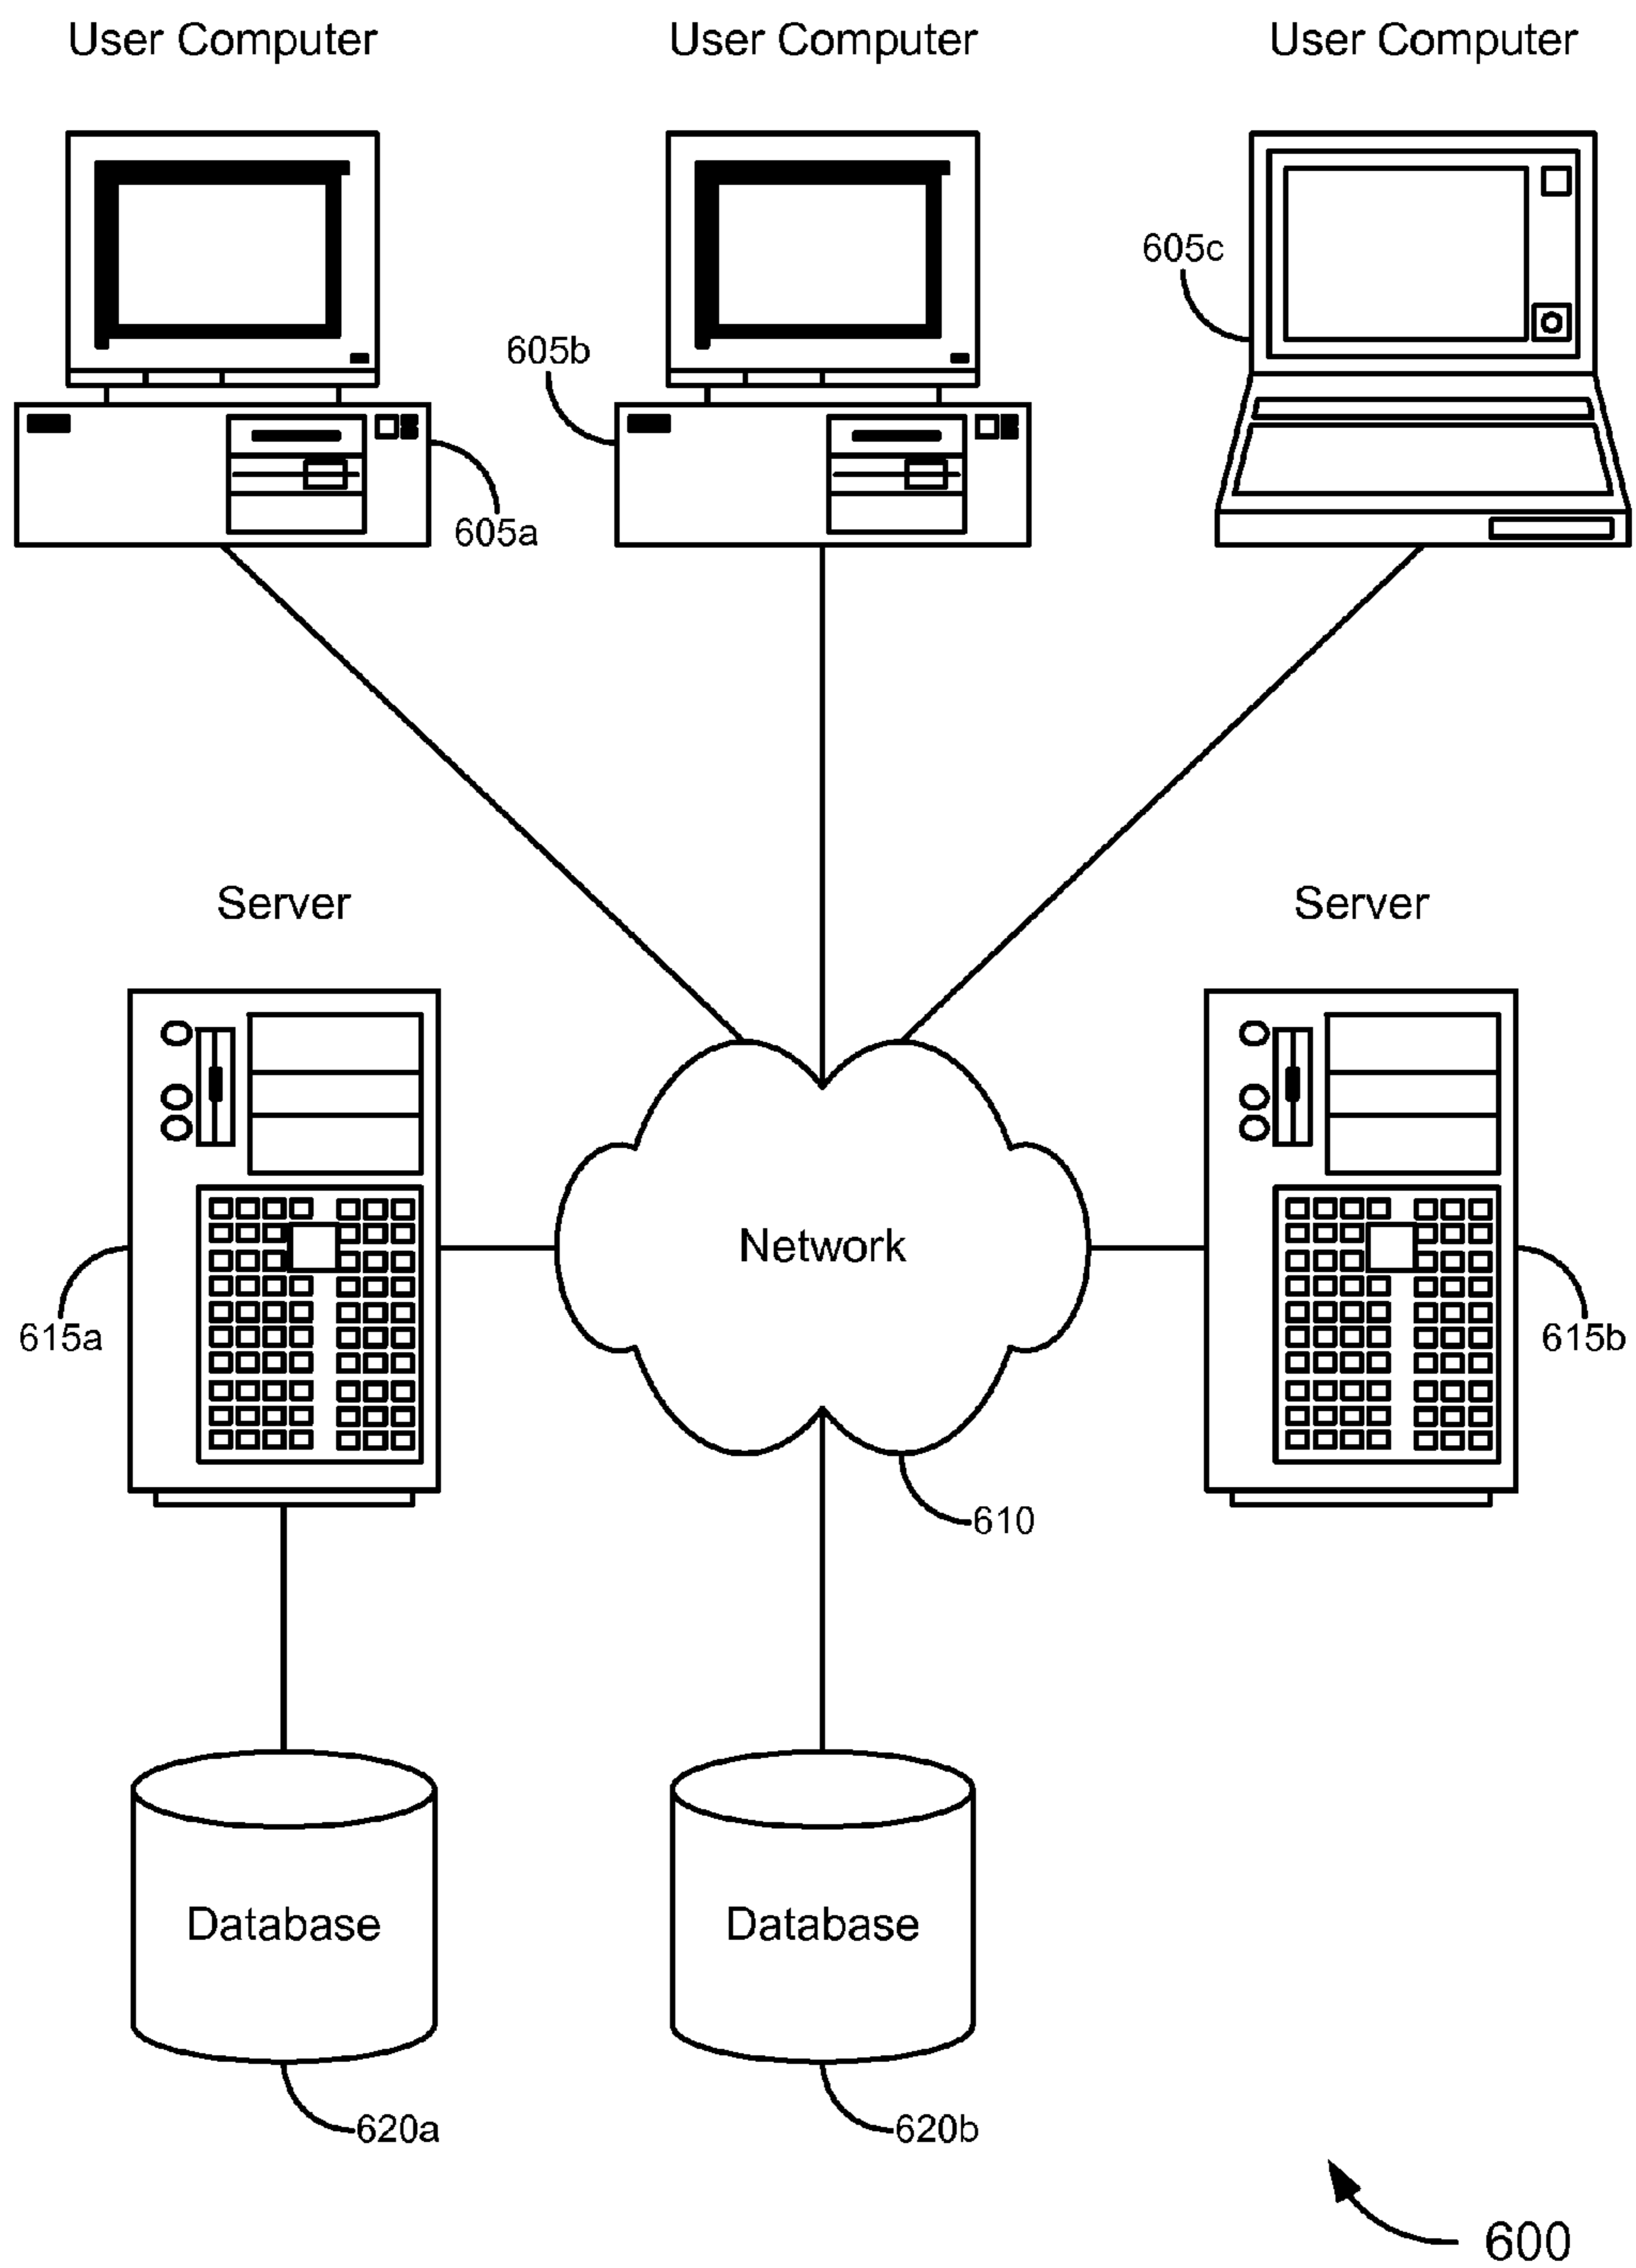 User Computer
User Computer
User Computer
605c
605b
605a
Server
Server
Network
615a
615b
610
Database
Database
620a
620b
600